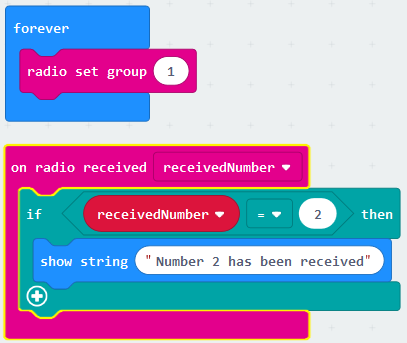 forever
radio set group 1
on radio received receivedNumber
if receivedNumber = 2 then
show string "Number 2 has been received"